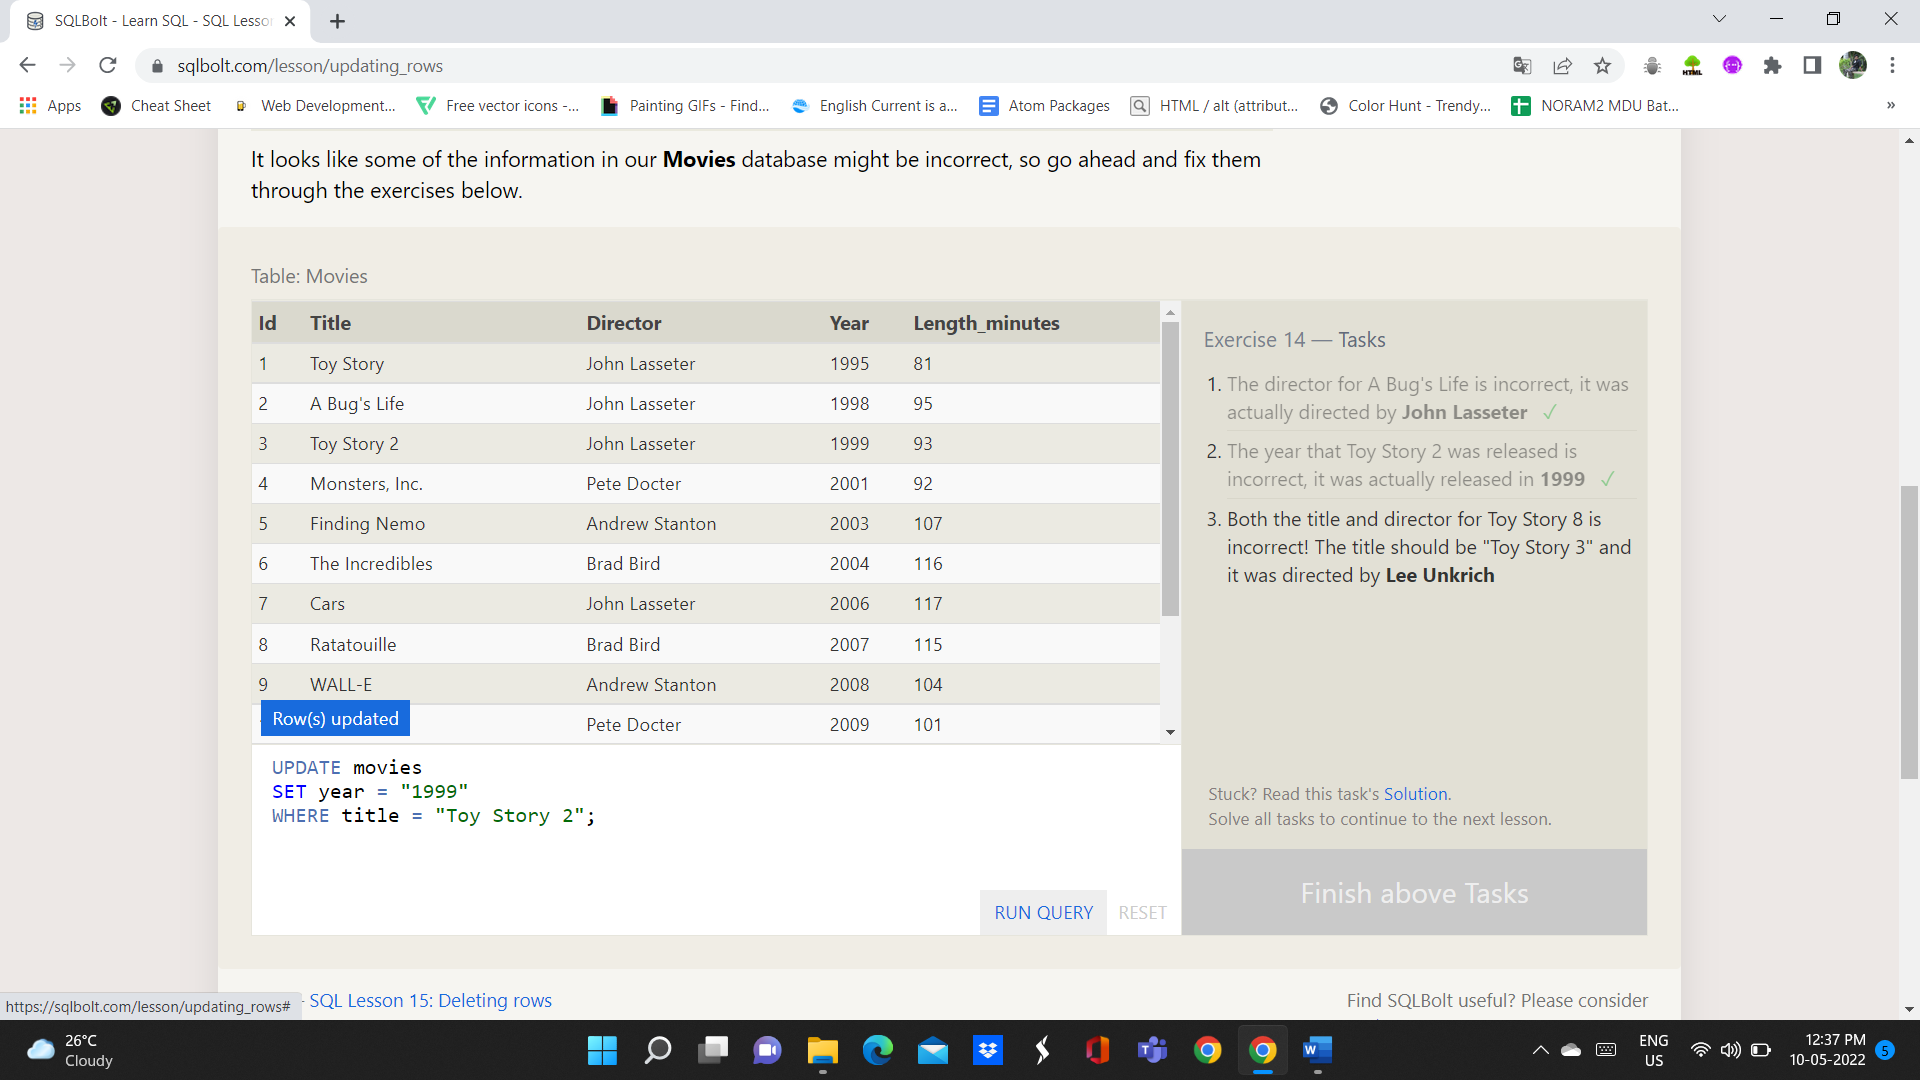 SQLBolt - Learn SQL - SQL Lesso
sqlbolt.com/lesson/updating_rows
Apps
Cheat Sheet
Web Development...
Free vector icons -...
Painting GIFs - Find...
English Current is a...
Atom Packages
HTML / alt (attribut...
Color Hunt - Trendy...
NORAM2 MDU Bat...
»
It looks like some of the information in our Movies database might be incorrect, so go ahead and fix them
through the exercises below.
Table: Movies
Id Title Director Year Length_minutes
1 Toy Story John Lasseter 1995 81
2 A Bug's Life John Lasseter 1998 95
3 Toy Story 2 John Lasseter 1999 93
4 Monsters, Inc. Pete Docter 2001 92
5 Finding Nemo Andrew Stanton 2003 107
6 The Incredibles Brad Bird 2004 116
7 Cars John Lasseter 2006 117
8 Ratatouille Brad Bird 2007 115
9 WALL-E Andrew Stanton 2008 104
Pete Docter 2009 101
Row(s) updated
UPDATE movies
SET year = "1999"
WHERE title = "Toy Story 2";
RUN QUERY RESET
Exercise 14 — Tasks
1. The director for A Bug's Life is incorrect, it was
actually directed by John Lasseter ✓
2. The year that Toy Story 2 was released is
incorrect, it was actually released in 1999 ✓
3. Both the title and director for Toy Story 8 is
incorrect! The title should be "Toy Story 3" and
it was directed by Lee Unkrich
Stuck? Read this task's Solution.
Solve all tasks to continue to the next lesson.
Finish above Tasks
https://sqlbolt.com/lesson/updating_rows#
SQL Lesson 15: Deleting rows
Find SQLBolt useful? Please consider
26°C
Cloudy
ENG
US
12:37 PM
10-05-2022
5